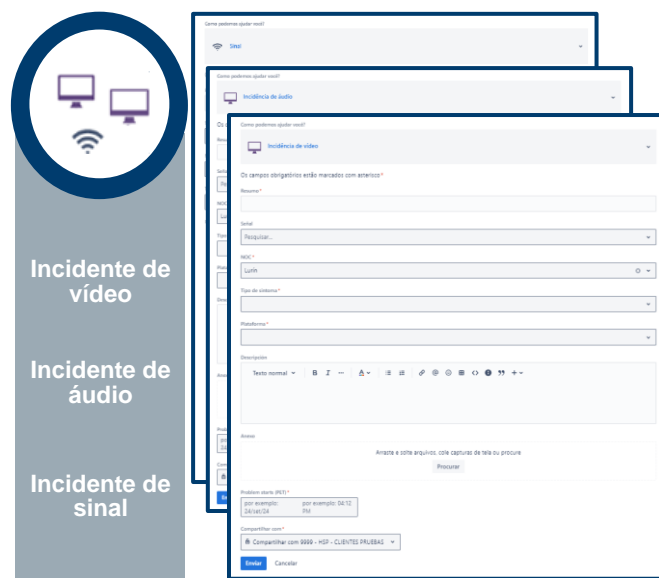 Incidente de
vídeo
Incidente de
áudio
Incidente de
sinal
Como podemos ajudar você?
Sinal
Como podemos ajudar você?
Incidência de áudio
Como podemos ajudar você?
Incidência de vídeo
Os campos obrigatórios estão marcados com asterisco *
Resumo *
Señal
Pesquisar...
NOC *
Lurín
Tipo de sintoma *
Plataforma *
Descripción
Texto normal
Anexo
Arraste e solte arquivos, cole capturas de tela ou procure
Procurar
Problem starts (PET) *
por exemplo: 24/set/24
por exemplo: 04:12 PM
Compartilhar com *
Compartilhar com 9999 - HSP - CLIENTES PRUEBAS
Enviar Cancelar